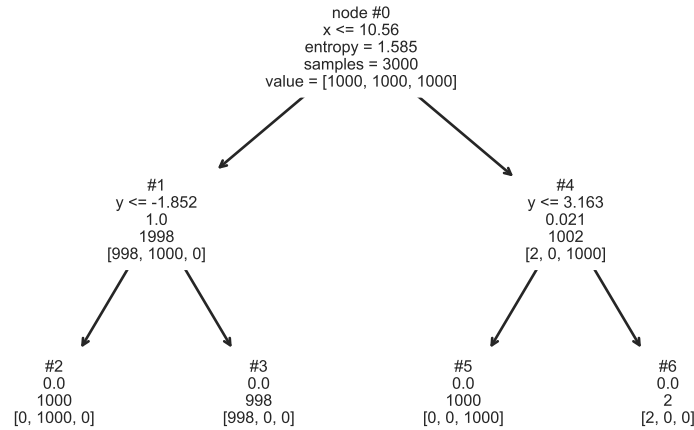 node #0
x <= 10.56
entropy = 1.585
samples = 3000
value = [1000, 1000, 1000]
#1
y <= -1.852
1.0
1998
[998, 1000, 0]
#4
y <= 3.163
0.021
1002
[2, 0, 1000]
#2
0.0
1000
[0, 1000, 0]
#3
0.0
998
[998, 0, 0]
#5
0.0
1000
[0, 0, 1000]
#6
0.0
2
[2, 0, 0]